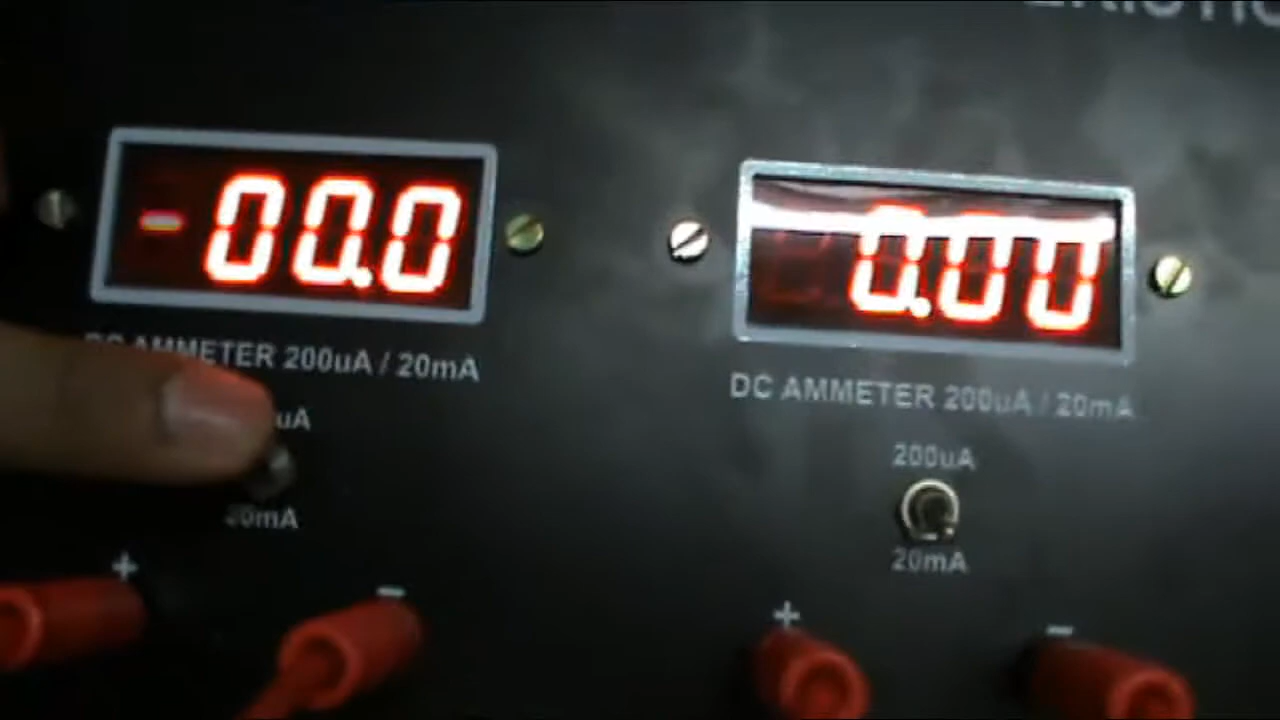 -00.0
0.00
DC AMMETER 200uA / 20mA
DC AMMETER 200uA / 20mA
uA
200uA
20mA
20mA
+
-
+
-